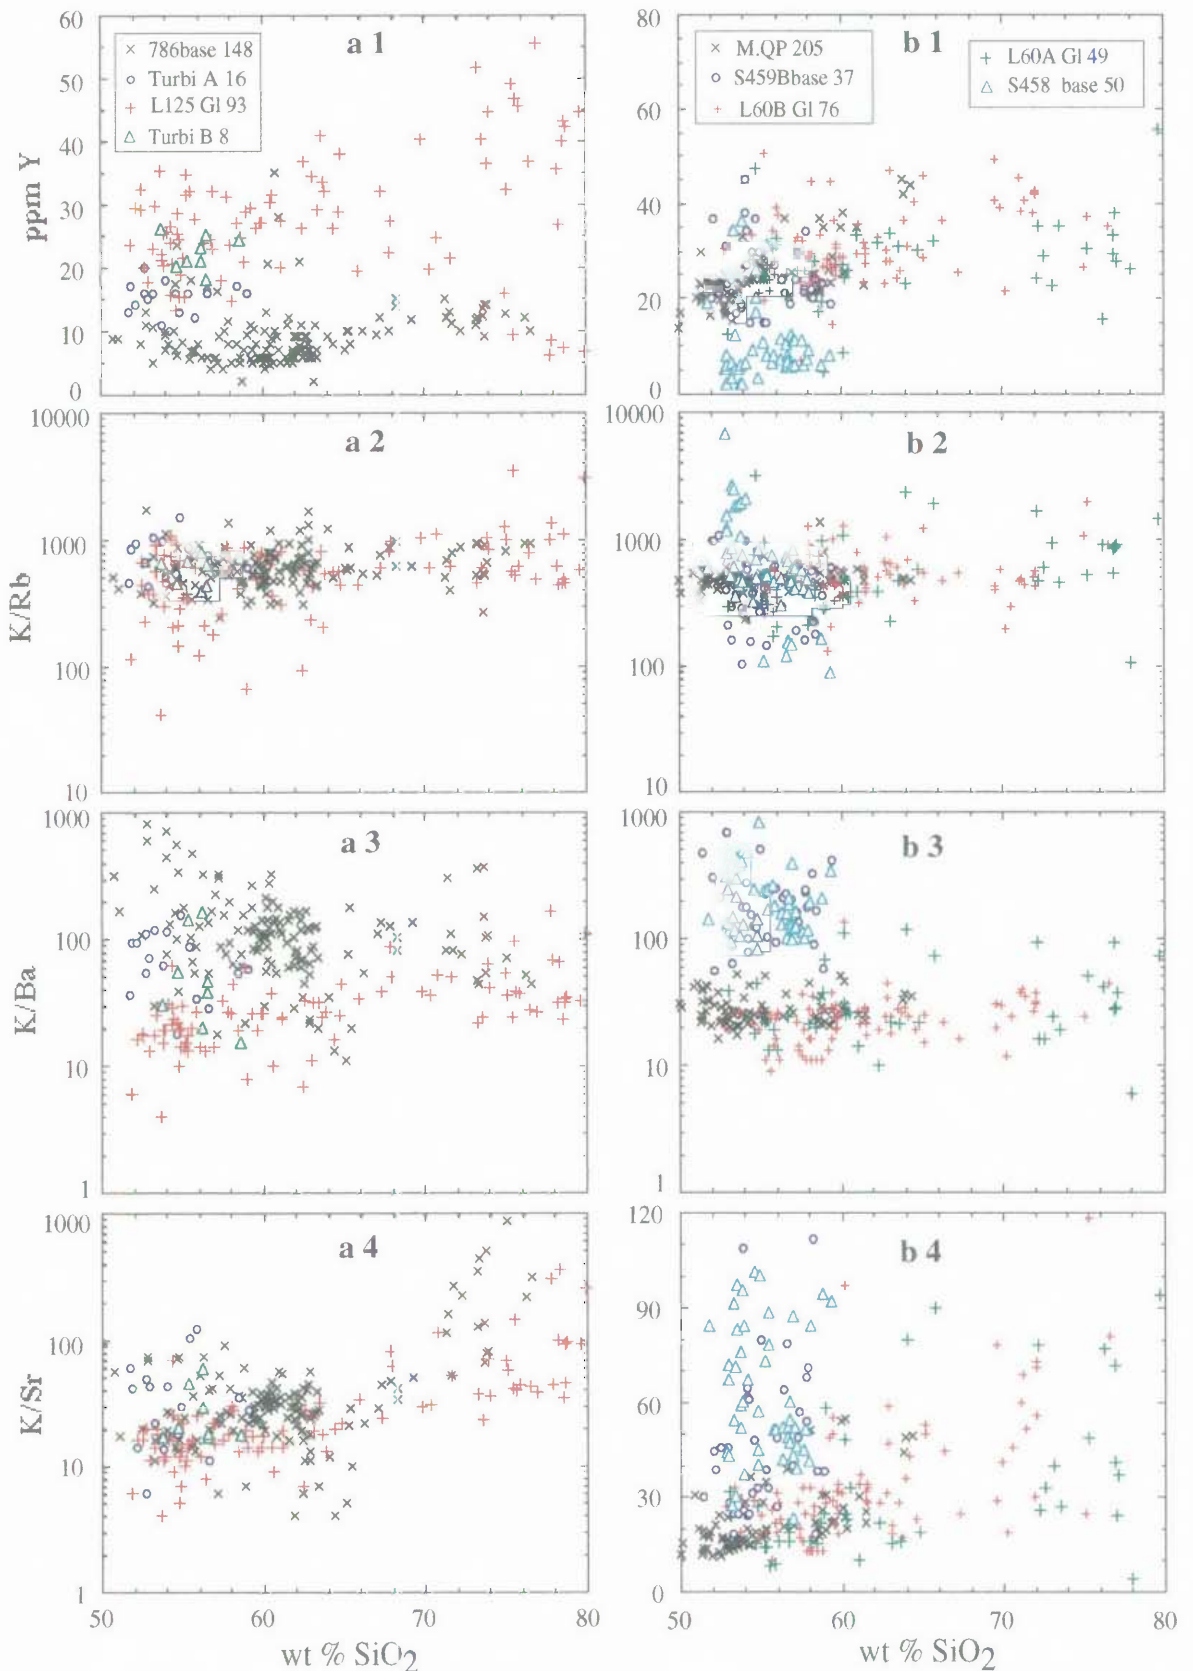 60
50
40
30
20
10
0
ppm Y
a 1
786base 148
Turbi A 16
L125 Gl 93
Turbi B 8
80
60
40
20
0
b 1
M.QP 205
S459Bbase 37
L60B Gl 76
L60A Gl 49
S458 base 50
10000
1000
100
10
K/Rb
a 2
10000
1000
100
10
b 2
1000
100
10
1
K/Ba
a 3
1000
100
10
1
b 3
1000
100
10
1
K/Sr
a 4
50
60
70
80
wt % SiO2
120
90
60
30
0
b 4
50
60
70
80
wt % SiO2